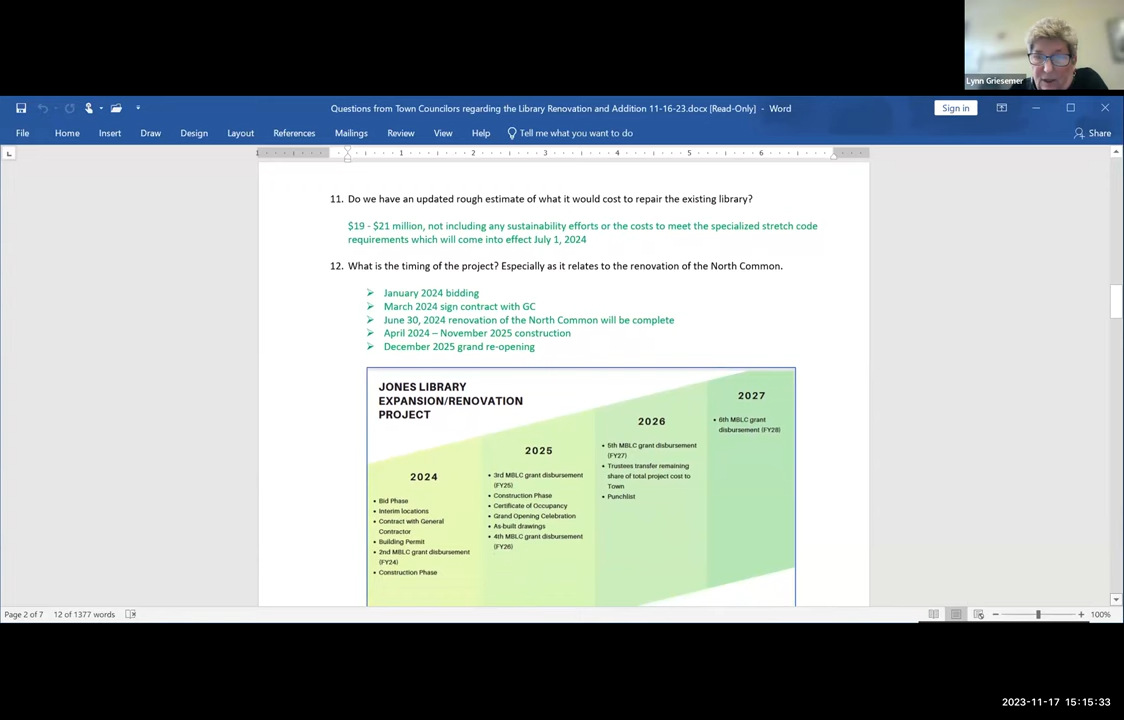 Lynn Griesemer
Questions from Town Councilors regarding the Library Renovation and Addition 11-16-23.docx [Read-Only] - Word
Sign in
File Home Insert Draw Design Layout References Mailings Review View Help Tell me what you want to do Share
1 1 2 3 4 5 6
11. Do we have an updated rough estimate of what it would cost to repair the existing library?
$19 - $21 million, not including any sustainability efforts or the costs to meet the specialized stretch code
requirements which will come into effect July 1, 2024
12. What is the timing of the project? Especially as it relates to the renovation of the North Common.
➢ January 2024 bidding
➢ March 2024 sign contract with GC
➢ June 30, 2024 renovation of the North Common will be complete
➢ April 2024 – November 2025 construction
➢ December 2025 grand re-opening
JONES LIBRARY
EXPANSION/RENOVATION
PROJECT
2024
• Bid Phase
• Interim locations
• Contract with General
Contractor
• Building Permit
• 2nd MBLC grant disbursement
(FY24)
• Construction Phase
2025
• 3rd MBLC grant disbursement
(FY25)
• Construction Phase
• Certificate of Occupancy
• Grand Opening Celebration
• As-built drawings
• 4th MBLC grant disbursement
(FY26)
2026
• 5th MBLC grant disbursement
(FY27)
• Trustees transfer remaining
share of total project cost to
Town
• Punchlist
2027
• 6th MBLC grant
disbursement (FY28)
Page 2 of 7 12 of 1377 words 100%
2023-11-17 15:15:33